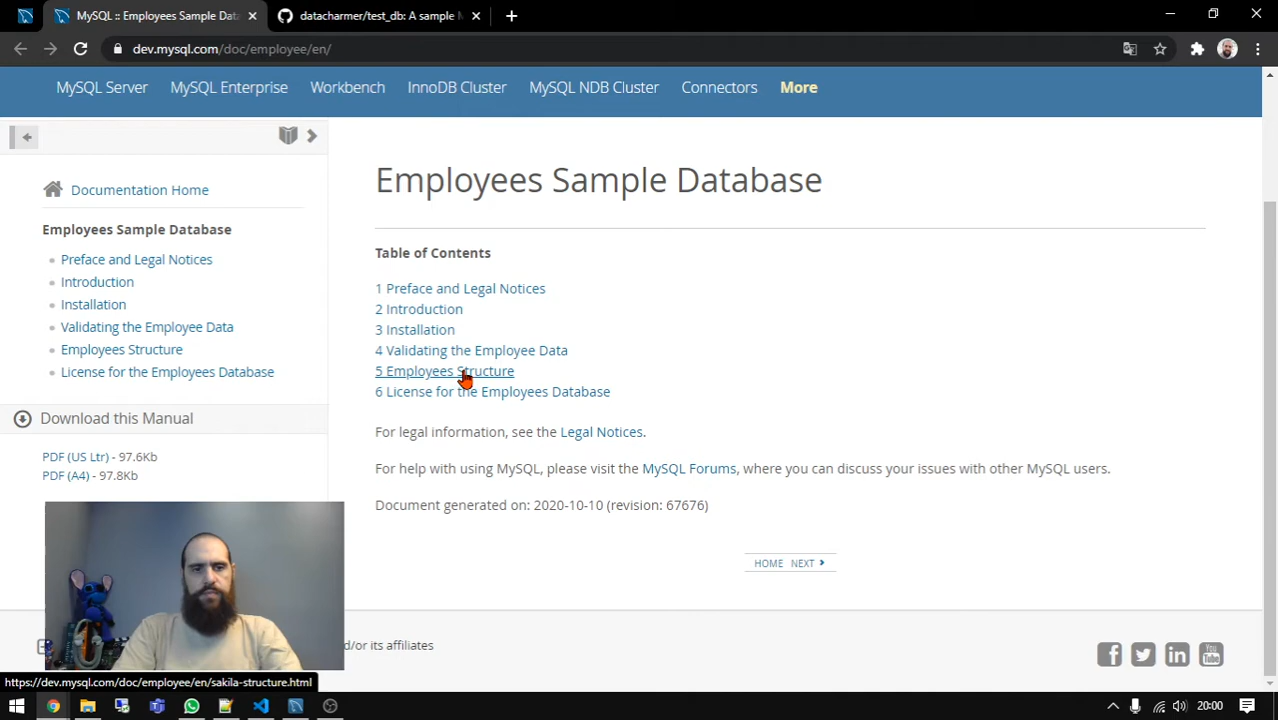 MySQL :: Employees Sample Data
datacharmer/test_db: A sample
dev.mysql.com/doc/employee/en/
MySQL Server MySQL Enterprise Workbench InnoDB Cluster MySQL NDB Cluster Connectors More
Documentation Home
Employees Sample Database
Preface and Legal Notices
Introduction
Installation
Validating the Employee Data
Employees Structure
License for the Employees Database
Download this Manual
PDF (US Ltr) - 97.6Kb
PDF (A4) - 97.8Kb
Employees Sample Database
Table of Contents
1 Preface and Legal Notices
2 Introduction
3 Installation
4 Validating the Employee Data
5 Employees Structure
6 License for the Employees Database
For legal information, see the Legal Notices.
For help with using MySQL, please visit the MySQL Forums, where you can discuss your issues with other MySQL users.
Document generated on: 2020-10-10 (revision: 67676)
HOME NEXT
d/or its affiliates
https://dev.mysql.com/doc/employee/en/sakila-structure.html
20:00